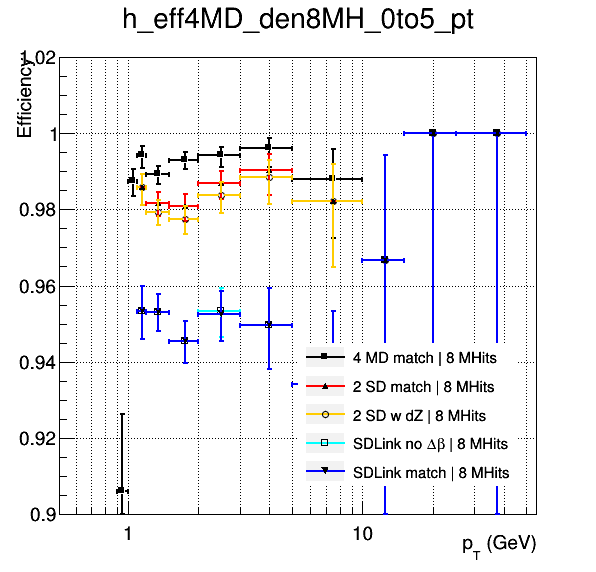 h_eff4MD_den8MH_0to5_pt
Efficiency
1.02
1
0.98
0.96
0.94
0.92
0.9
4 MD match | 8 MHits
2 SD match | 8 MHits
2 SD w dZ | 8 MHits
SDLink no Δβ | 8 MHits
SDLink match | 8 MHits
1
10
p_T (GeV)